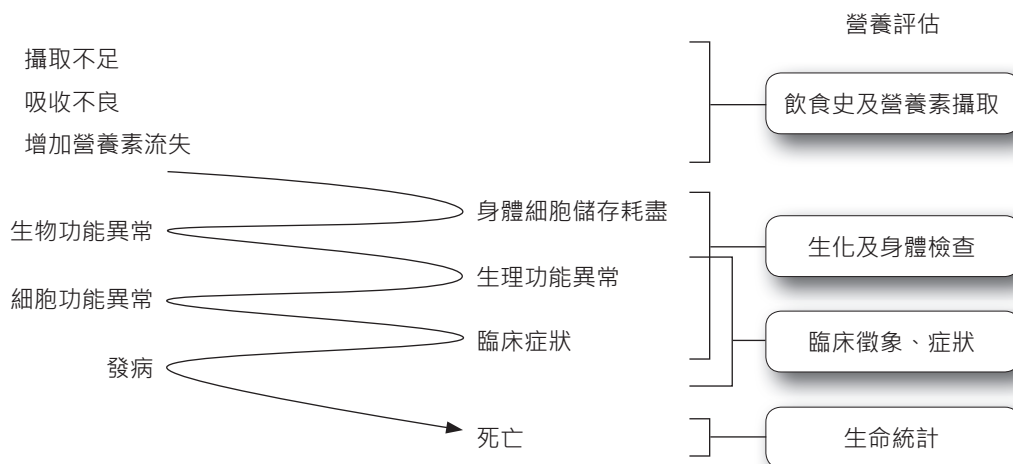 營養評估
攝取不足
吸收不良
增加營養素流失
飲食史及營養素攝取
身體細胞儲存耗盡
生物功能異常
生化及身體檢查
生理功能異常
細胞功能異常
臨床症狀
臨床徵象、症狀
發病
死亡
生命統計